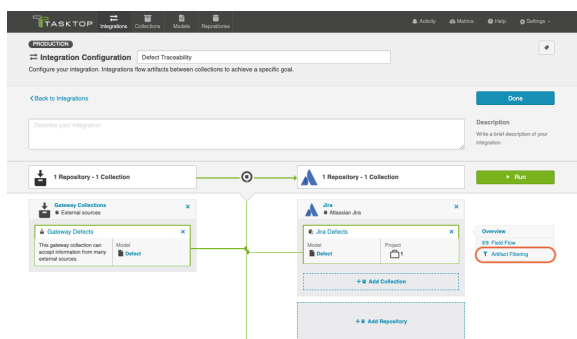 TASKTOP
Integrations
Collections
Models
Repositories
Activity
Metrics
Help
Settings
PRODUCTION
Integration Configuration
Defect Traceability
Configure your integration. Integrations flow artifacts between collections to achieve a specific goal.
Back to Integrations
Done
Describe your integration
Description
Write a brief description of your
integration.
1 Repository - 1 Collection
1 Repository - 1 Collection
Run
Gateway Collections
External sources
Jira
Atlassian Jira
Gateway Defects
This gateway collection can
accept information from many
external sources.
Model
Defect
Jira Defects
Model
Defect
Project
1
Overview
Field Flow
Artifact Filtering
+ Add Collection
+ Add Repository